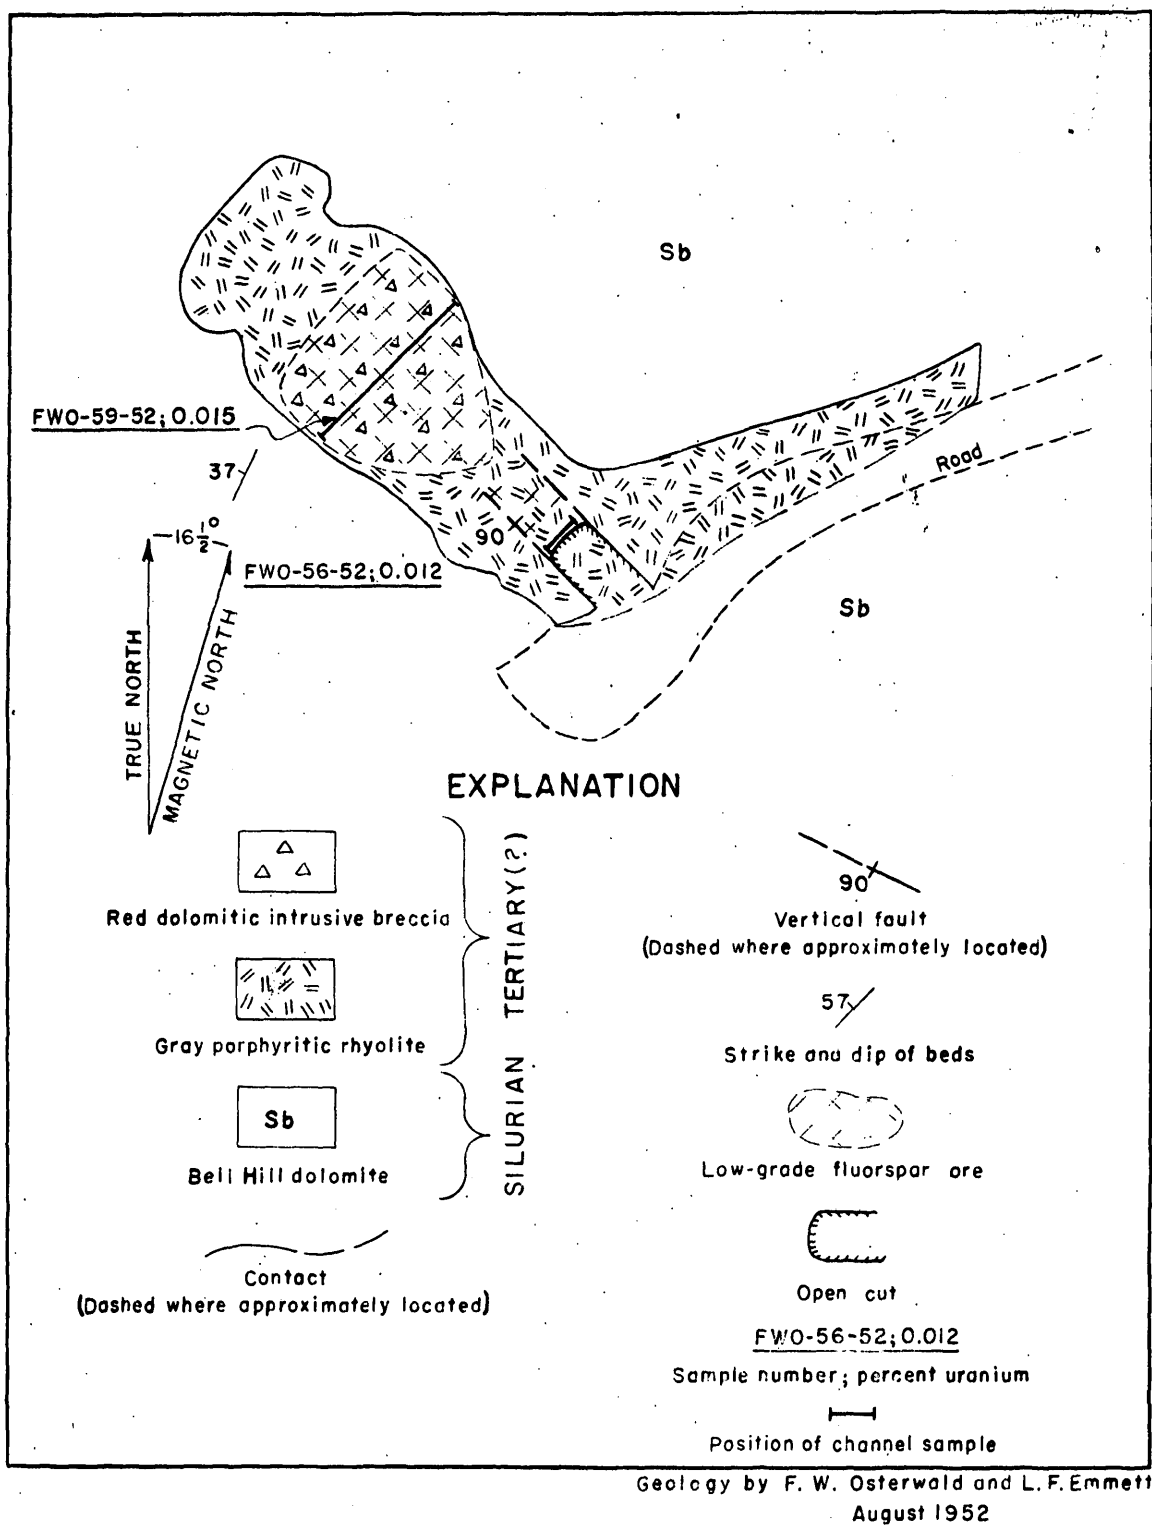 Sb
FWO-59-52; 0.015
37
16 1/2°
FWO-56-52; 0.012
90
Road
Sb
TRUE NORTH
MAGNETIC NORTH
EXPLANATION
Red dolomitic intrusive breccia
Gray porphyritic rhyolite
TERTIARY(?)
Sb
Bell Hill dolomite
SILURIAN
Contact
(Dashed where approximately located)
90
Vertical fault
(Dashed where approximately located)
57
Strike and dip of beds
Low-grade fluorspar ore
Open cut
FWO-56-52; 0.012
Sample number; percent uranium
Position of channel sample
Geology by F. W. Osterwald and L. F. Emmett
August 1952